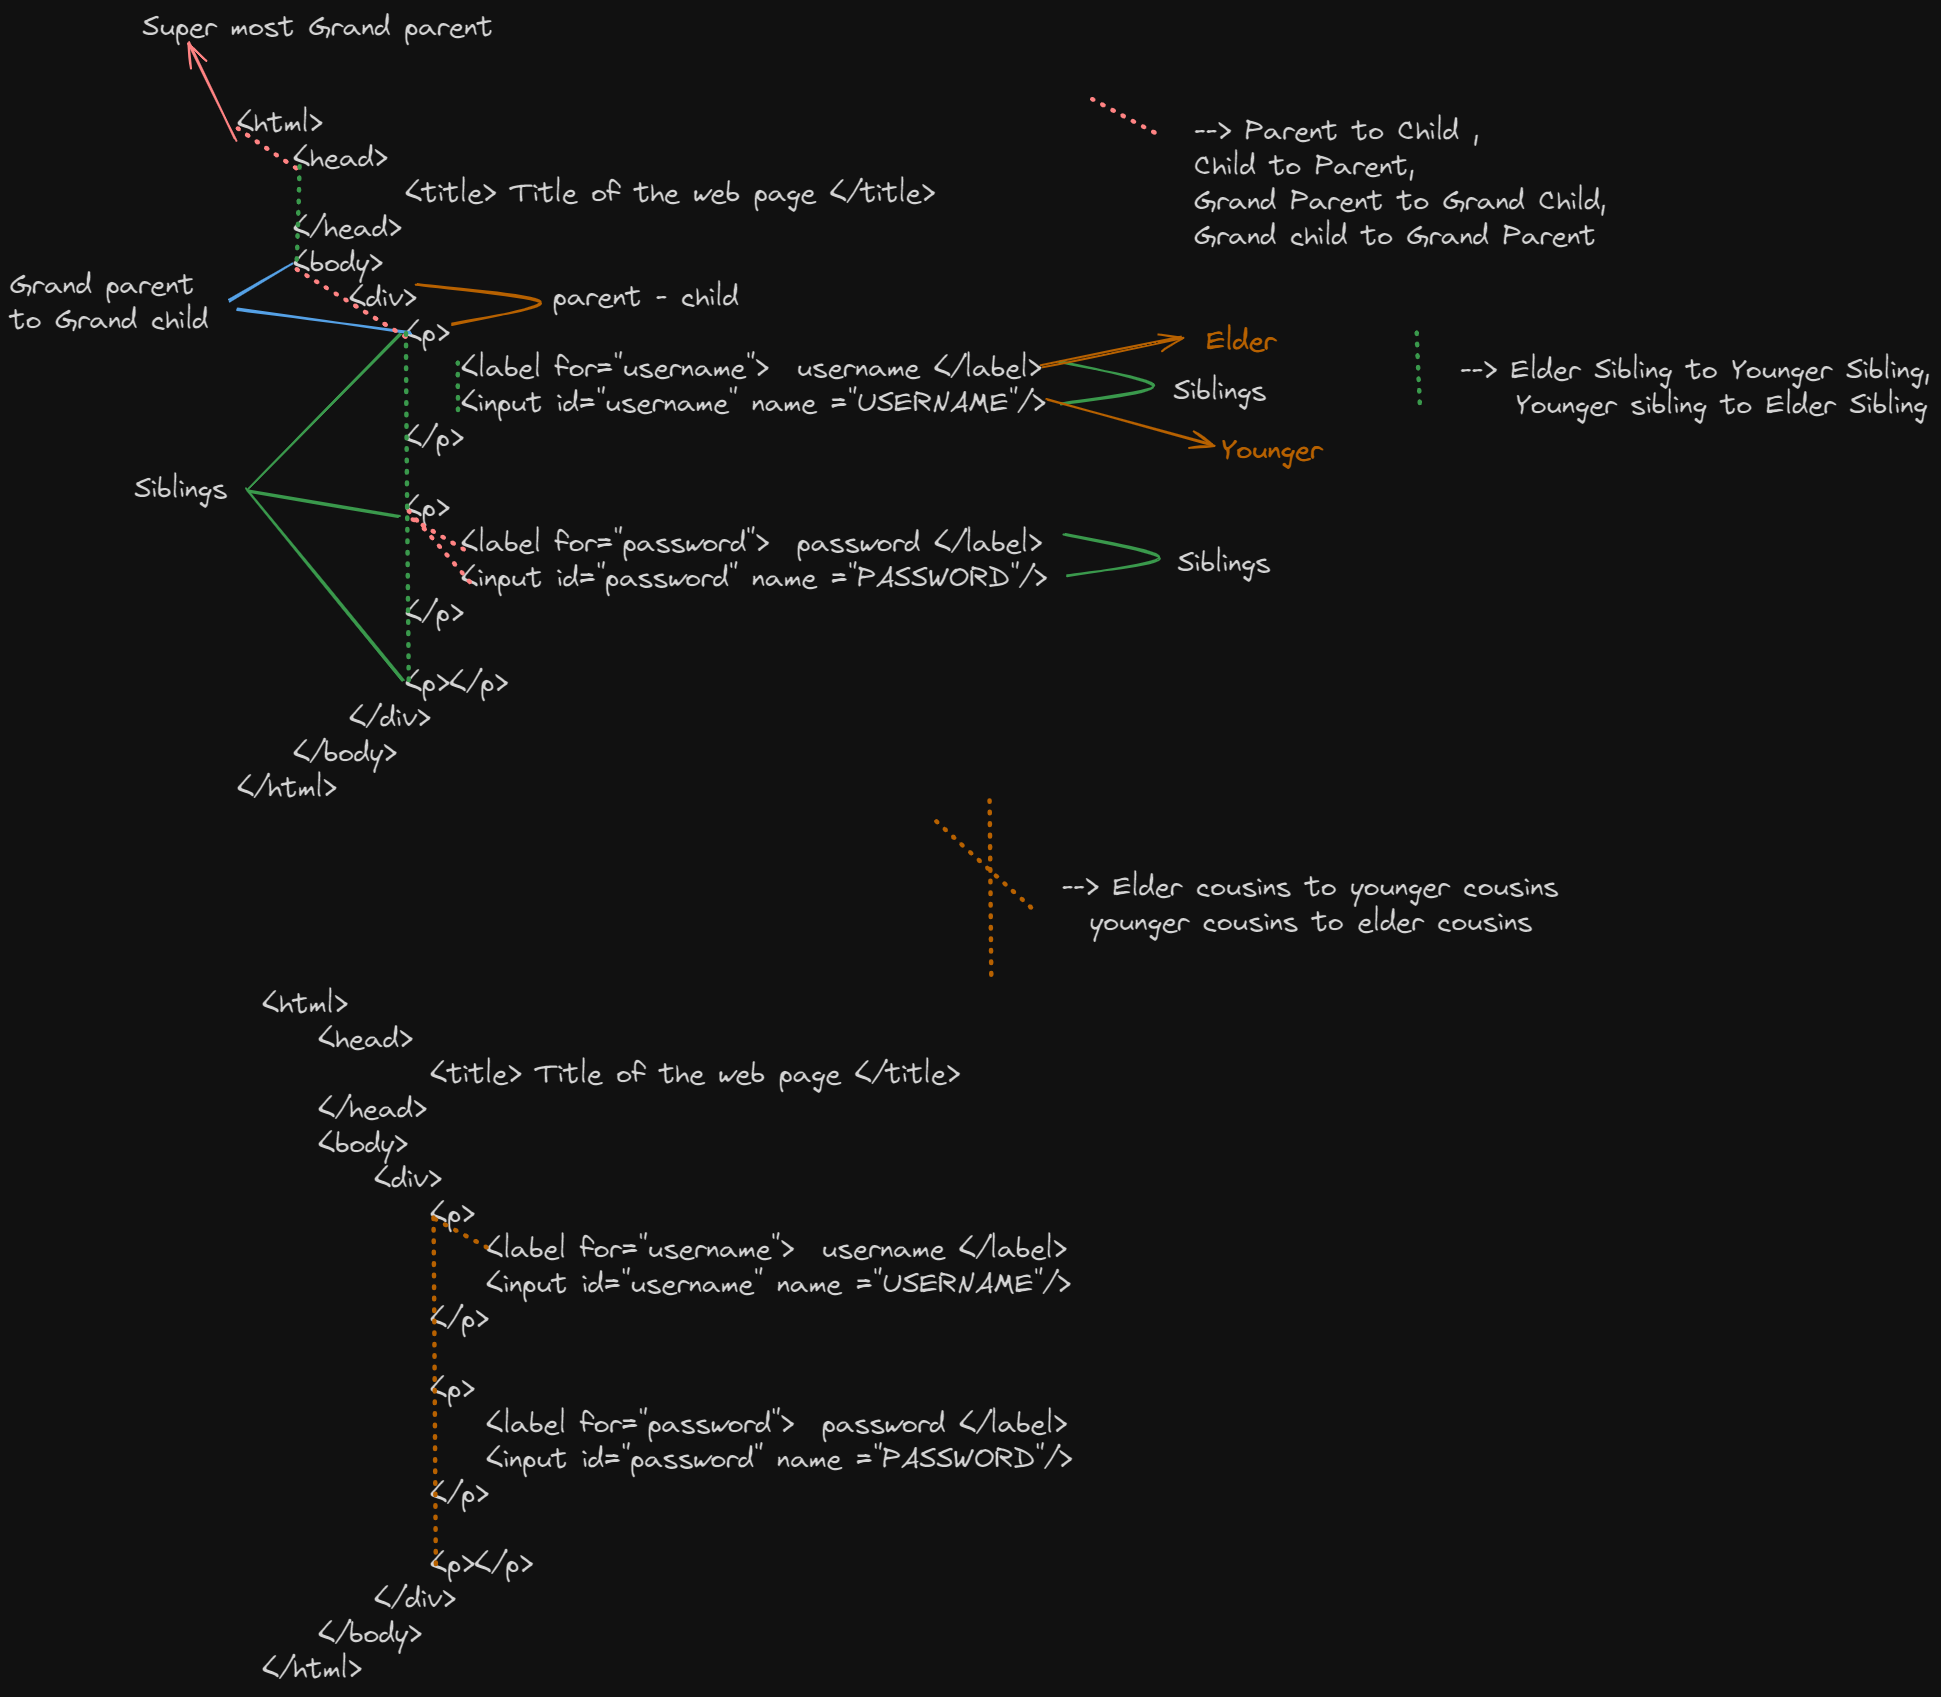 Super most Grand parent
<html>
<head>
<title> Title of the web page </title>
</head>
<body>
<div>
<p>
<label for="username">  username </label>
<input id="username" name ="USERNAME"/>
</p>
<p>
<label for="password">  password </label>
<input id="password" name ="PASSWORD"/>
</p>
<p></p>
</div>
</body>
</html>
Grand parent
to Grand child
parent - child
Siblings
Elder
Siblings
Younger
Siblings
--> Parent to Child ,
Child to Parent,
Grand Parent to Grand Child,
Grand child to Grand Parent
--> Elder Sibling to Younger Sibling,
Younger sibling to Elder Sibling
--> Elder cousins to younger cousins
younger cousins to elder cousins
<html>
<head>
<title> Title of the web page </title>
</head>
<body>
<div>
<p>
<label for="username">  username </label>
<input id="username" name ="USERNAME"/>
</p>
<p>
<label for="password">  password </label>
<input id="password" name ="PASSWORD"/>
</p>
<p></p>
</div>
</body>
</html>